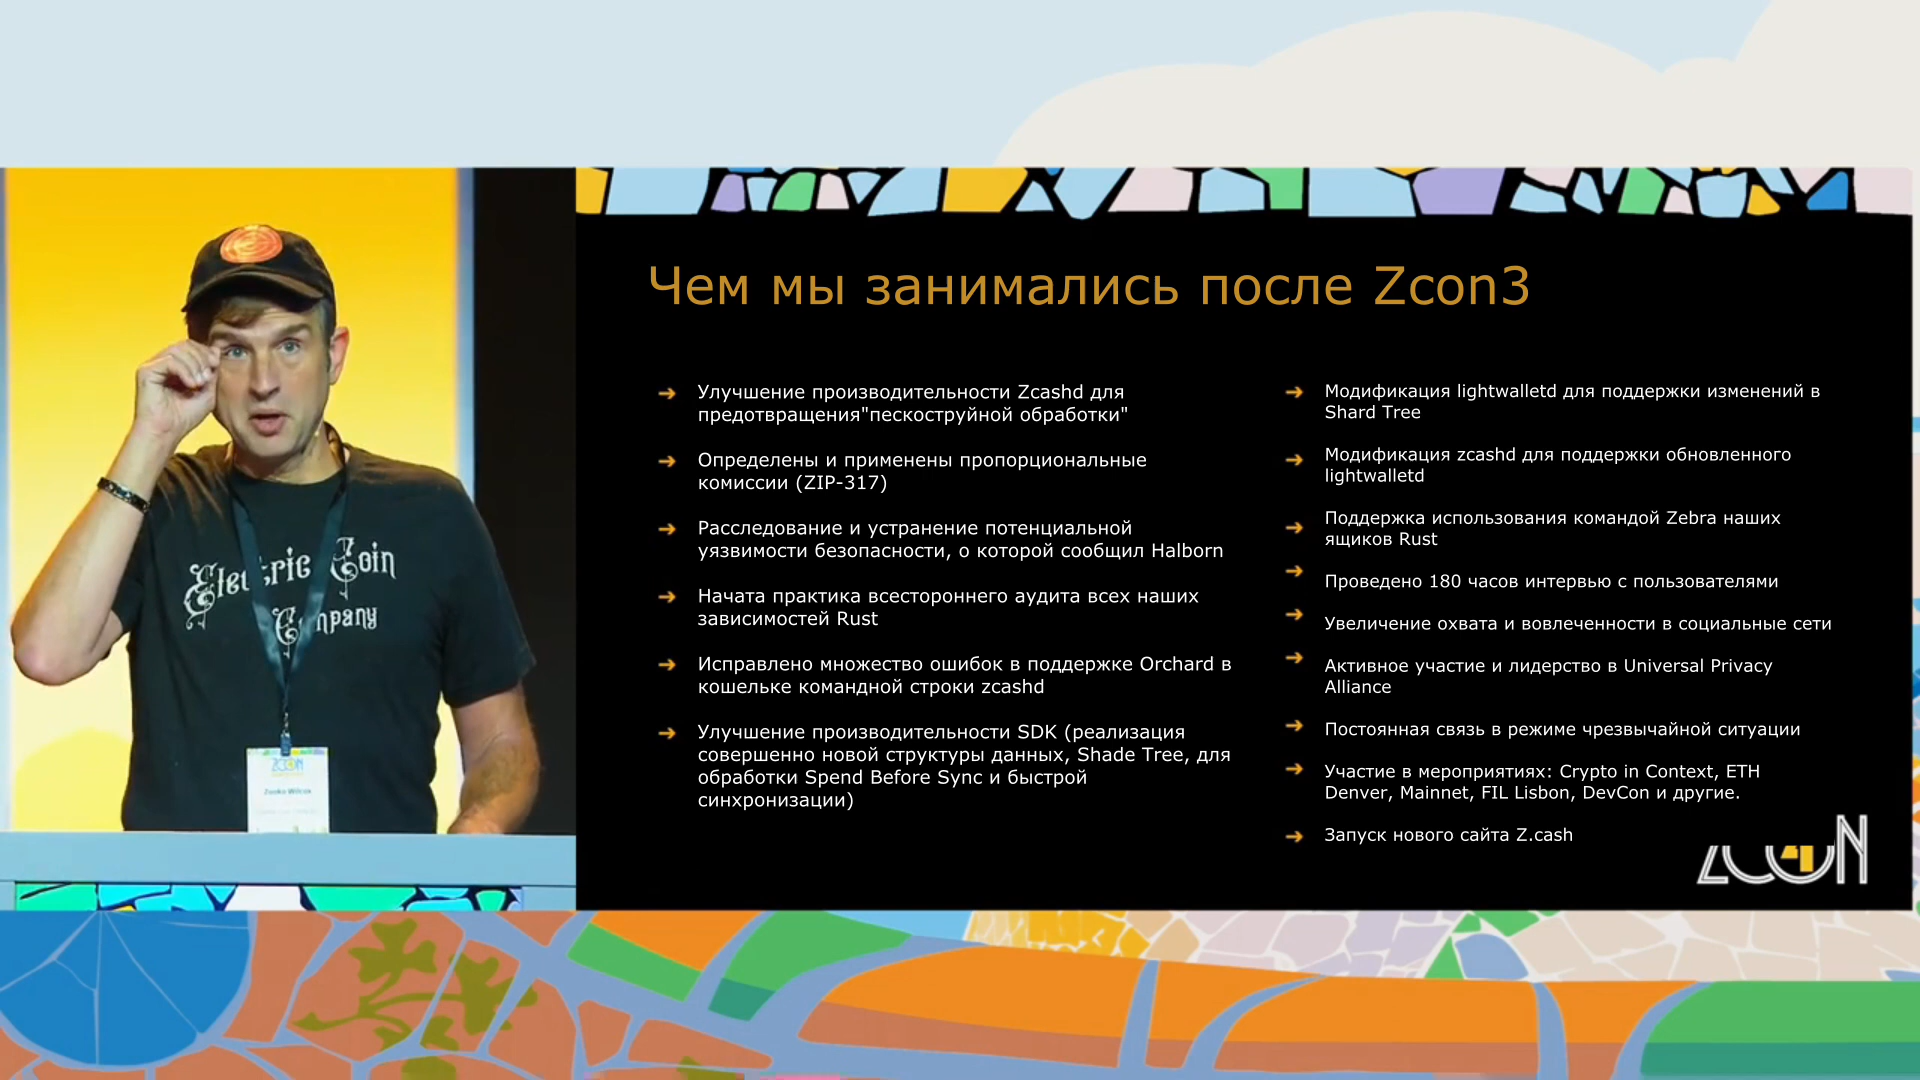 Чем мы занимались после Zcon3
Улучшение производительности Zcashd для
предотвращения"пескоструйной обработки"
Определены и применены пропорциональные
комиссии (ZIP-317)
Расследование и устранение потенциальной
уязвимости безопасности, о которой сообщил Halborn
Начата практика всестороннего аудита всех наших
зависимостей Rust
Исправлено множество ошибок в поддержке Orchard в
кошельке командной строки zcashd
Улучшение производительности SDK (реализация
совершенно новой структуры данных, Shade Tree, для
обработки Spend Before Sync и быстрой
синхронизации)
Модификация lightwalletd для поддержки изменений в
Shard Tree
Модификация zcashd для поддержки обновленного
lightwalletd
Поддержка использования командой Zebra наших
ящиков Rust
Проведено 180 часов интервью с пользователями
Увеличение охвата и вовлеченности в социальные сети
Активное участие и лидерство в Universal Privacy
Alliance
Постоянная связь в режиме чрезвычайной ситуации
Участие в мероприятиях: Crypto in Context, ETH
Denver, Mainnet, FIL Lisbon, DevCon и другие.
Запуск нового сайта Z.cash
ZCON
Electric Coin
Company
ZCON
Zooko Wilcox